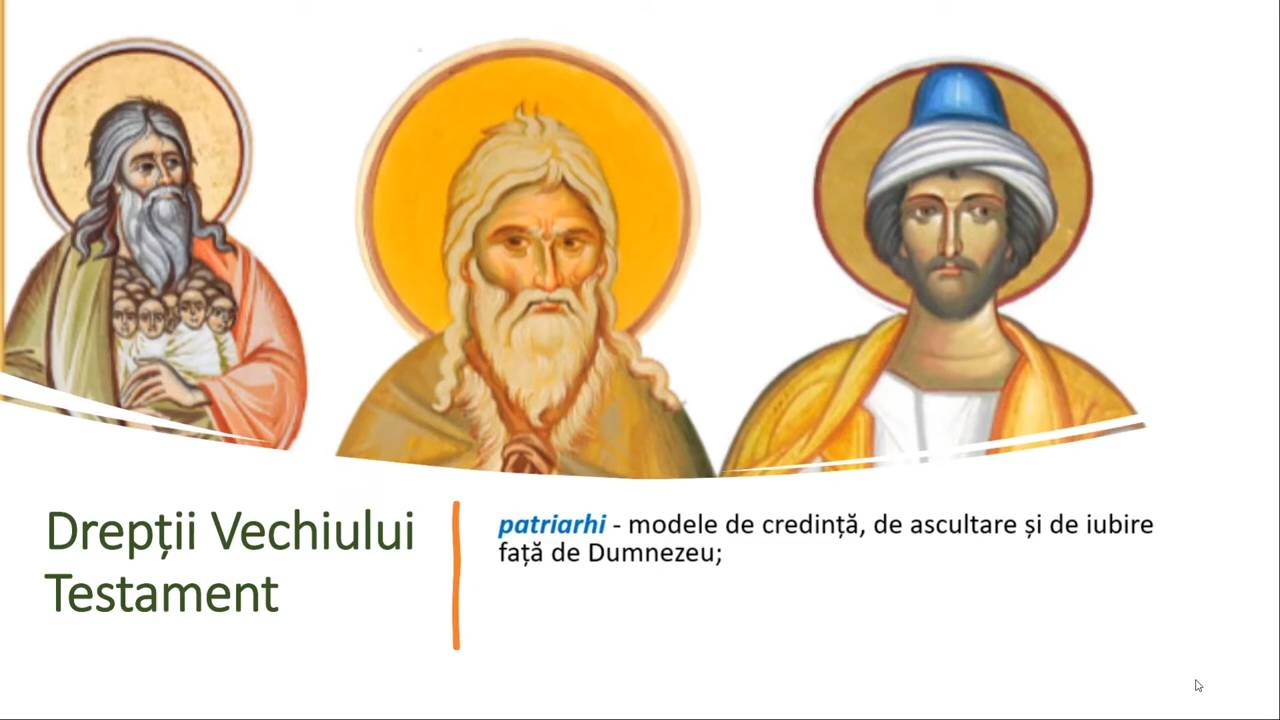 Drepții Vechiului
Testament
patriarhi - modele de credință, de ascultare și de iubire
față de Dumnezeu;